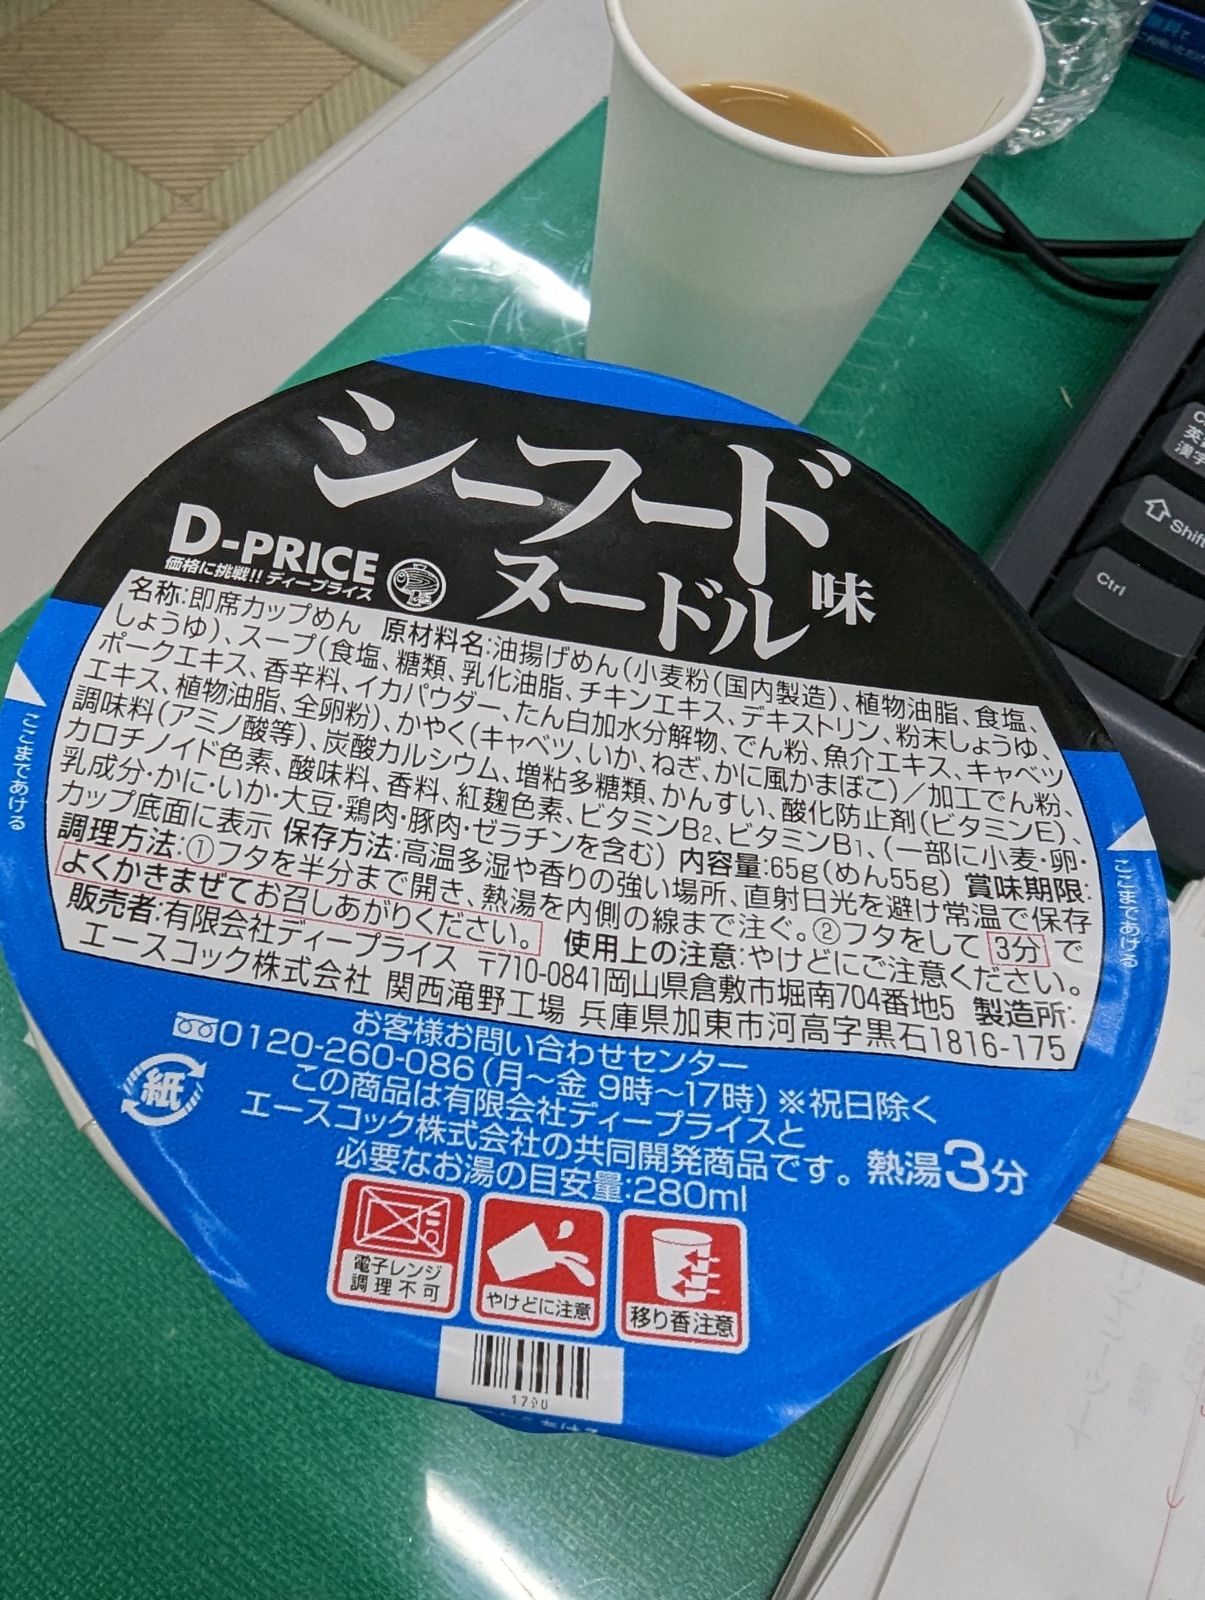 シーフード
ヌードル味
D-PRICE
価格に挑戦!! ディープライス
名称:即席カップめん 原材料名:油揚げめん(小麦粉(国内製造)、植物油脂、食塩、
しょうゆ)、スープ(食塩、糖類、乳化油脂、チキンエキス、デキストリン、粉末しょうゆ、
ポークエキス、香辛料、イカパウダー、たん白加水分解物、でん粉、魚介エキス、キャベツ
エキス、植物油脂、全卵粉)、かやく(キャベツ、いか、ねぎ、かに風かまぼこ)／加工でん粉、
調味料(アミノ酸等)、炭酸カルシウム、増粘多糖類、かんすい、酸化防止剤(ビタミンE)、
カロチノイド色素、酸味料、香料、紅麹色素、ビタミンB2、ビタミンB1、(一部に小麦・卵・
乳成分・かに・いか・大豆・鶏肉・豚肉・ゼラチンを含む) 内容量:65g(めん55g) 賞味期限:
カップ底面に表示 保存方法:高温多湿や香りの強い場所、直射日光を避け常温で保存
調理方法:①フタを半分まで開き、熱湯を内側の線まで注ぐ。②フタをして3分で
よくかきまぜてお召しあがりください。 使用上の注意:やけどにご注意ください。
販売者:有限会社ディープライス 〒710-0841岡山県倉敷市堀南704番地5 製造所:
エースコック株式会社 関西滝野工場 兵庫県加東市河高字黒石1816-175
ここまであける
ここまであける
お客様お問い合わせセンター
0120-260-086(月～金 9時～17時)※祝日除く
この商品は有限会社ディープライスと
エースコック株式会社の共同開発商品です。
必要なお湯の目安量:280ml
熱湯3分
紙
電子レンジ
調理不可
やけどに注意
移り香注意
1790
英数
漢字
Shift
Ctrl